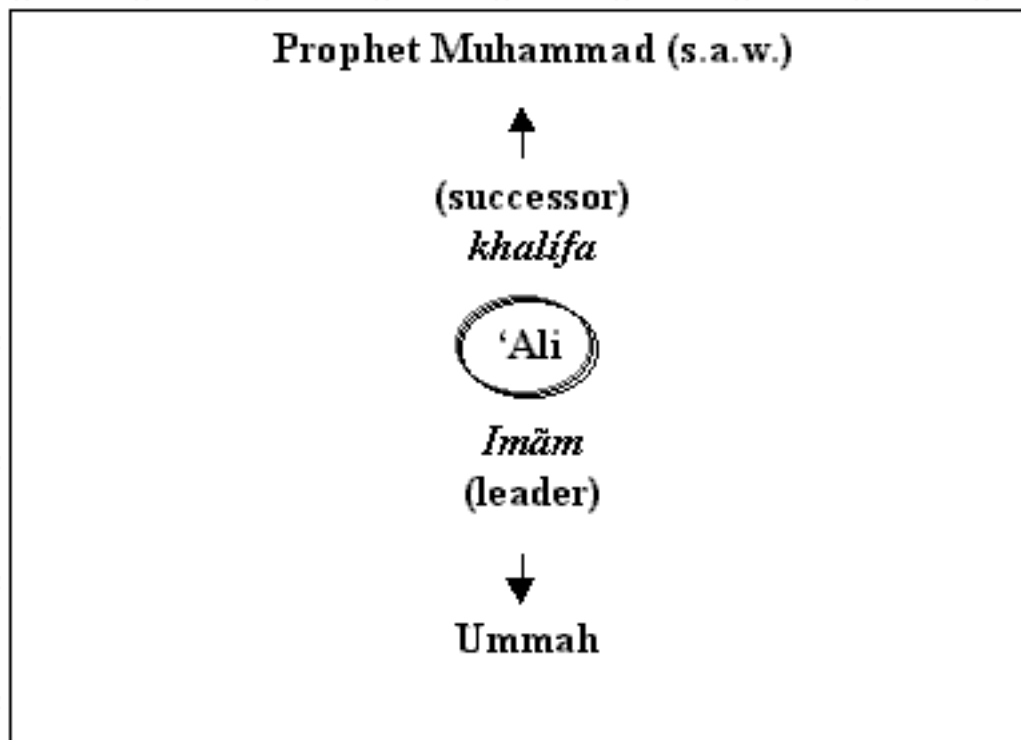 Prophet Muhammad (s.a.w.)
(successor)
khalífa
‘Ali
Imãm
(leader)
Ummah